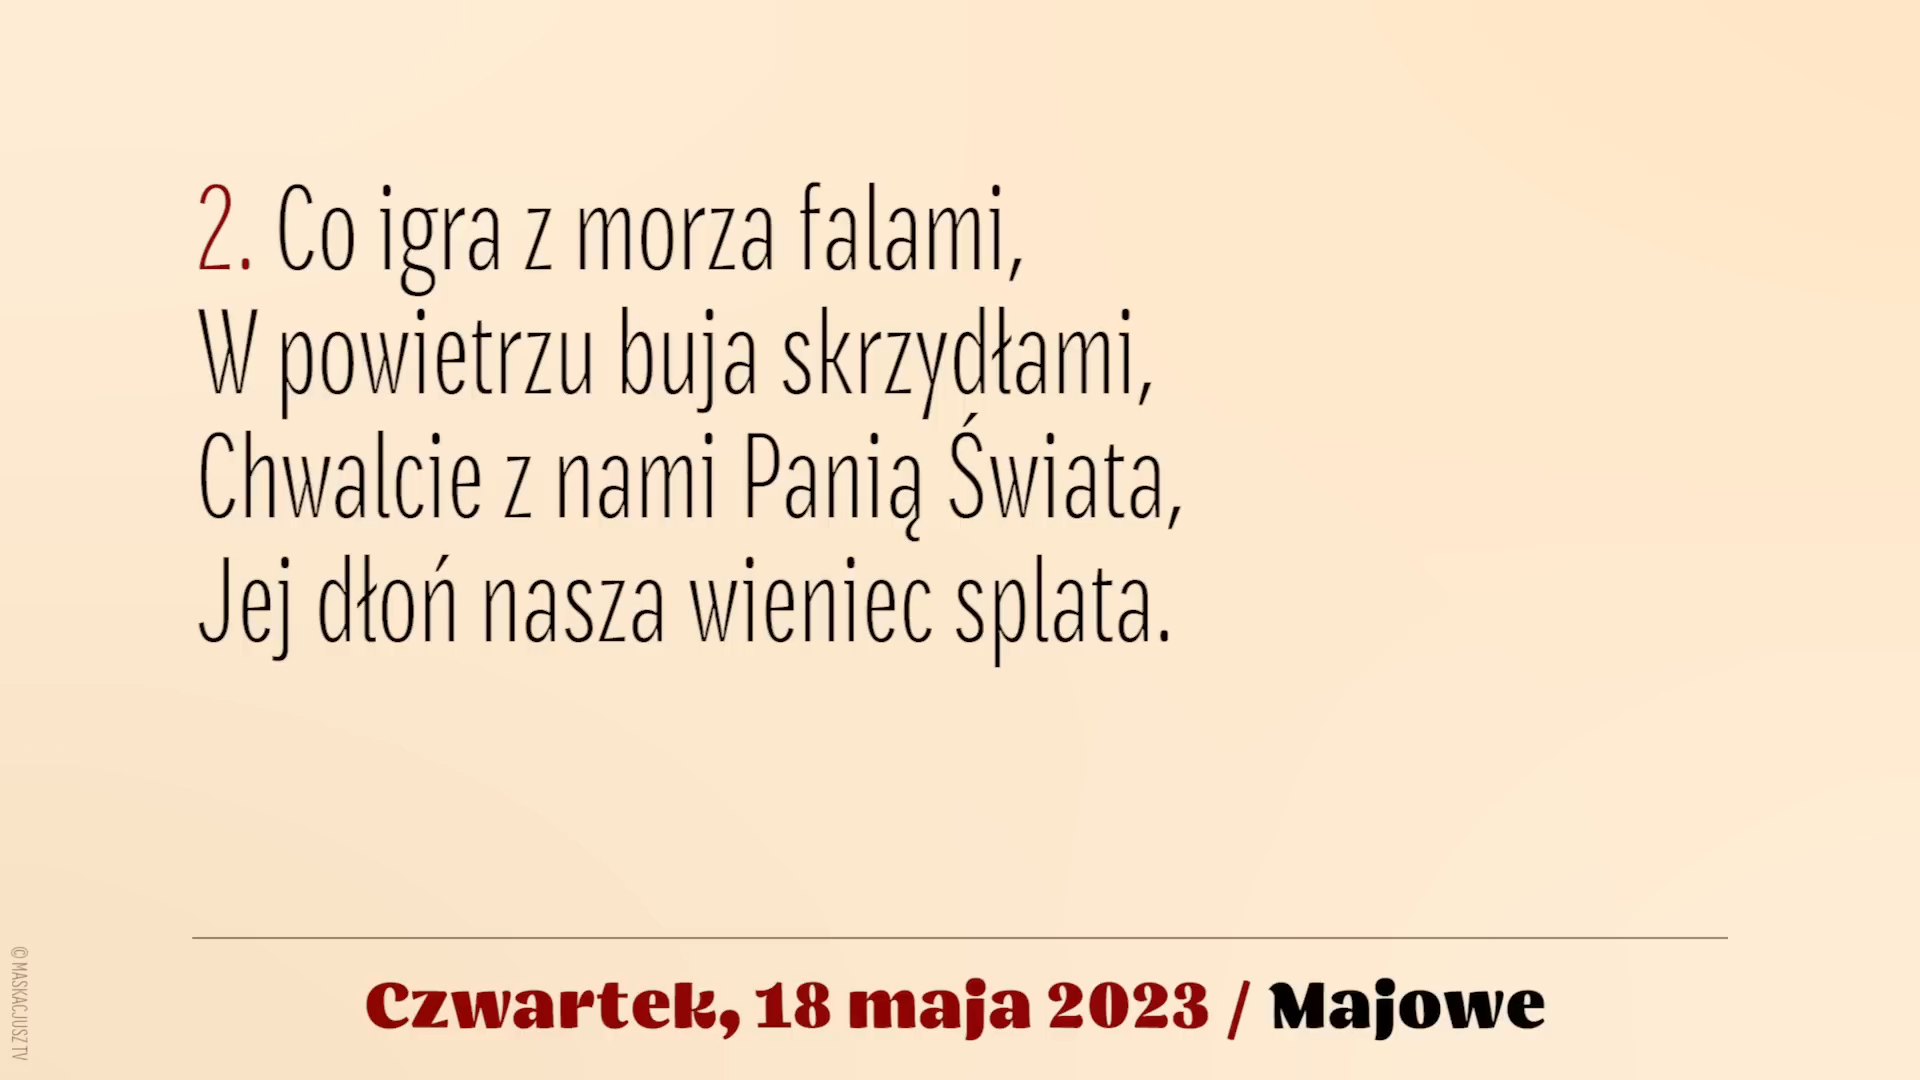 2. Co igra z morza falami,
W powietrzu buja skrzydłami,
Chwalcie z nami Panią Świata,
Jej dłoń nasza wieniec splata.
Czwartek, 18 maja 2023 / Majowe
© MASKACJUSZ TV